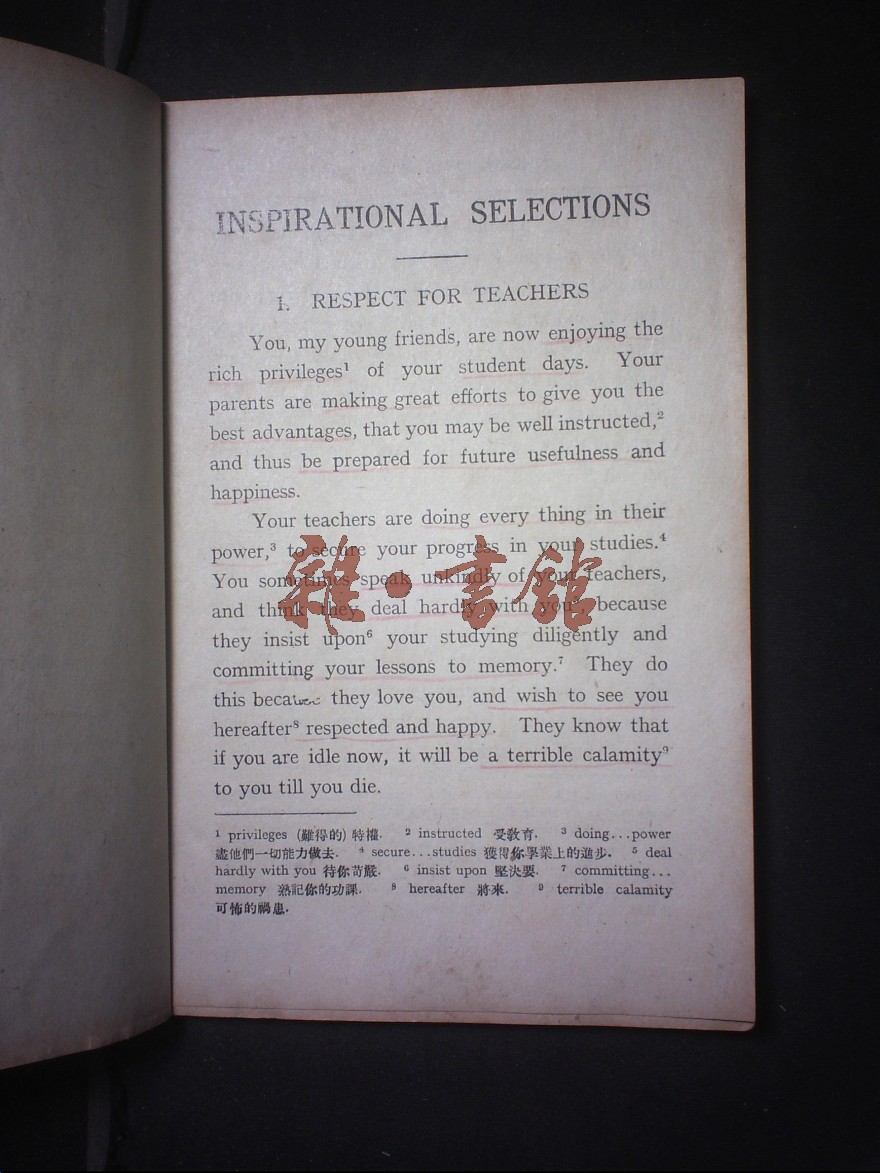 INSPIRATIONAL SELECTIONS
1. RESPECT FOR TEACHERS
You, my young friends, are now enjoying the
rich privileges¹ of your student days. Your
parents are making great efforts to give you the
best advantages, that you may be well instructed,²
and thus be prepared for future usefulness and
happiness.
Your teachers are doing every thing in their
power,³ to secure your progress in your studies.⁴
You sometimes speak unkindly of your teachers,
and think they deal hardly with you⁵, because
they insist upon⁶ your studying diligently and
committing your lessons to memory.⁷ They do
this because they love you, and wish to see you
hereafter⁸ respected and happy. They know that
if you are idle now, it will be a terrible calamity⁹
to you till you die.
¹ privileges (難得的) 特權. ² instructed 受敎育. ³ doing...power
盡他們一切能力做去. ⁴ secure...studies 獲得你學業上的進步. ⁵ deal
hardly with you 待你苛嚴. ⁶ insist upon 堅決要. ⁷ committing...
memory 熟記你的功課. ⁸ hereafter 將來. ⁹ terrible calamity
可怖的禍患.
雜·書館